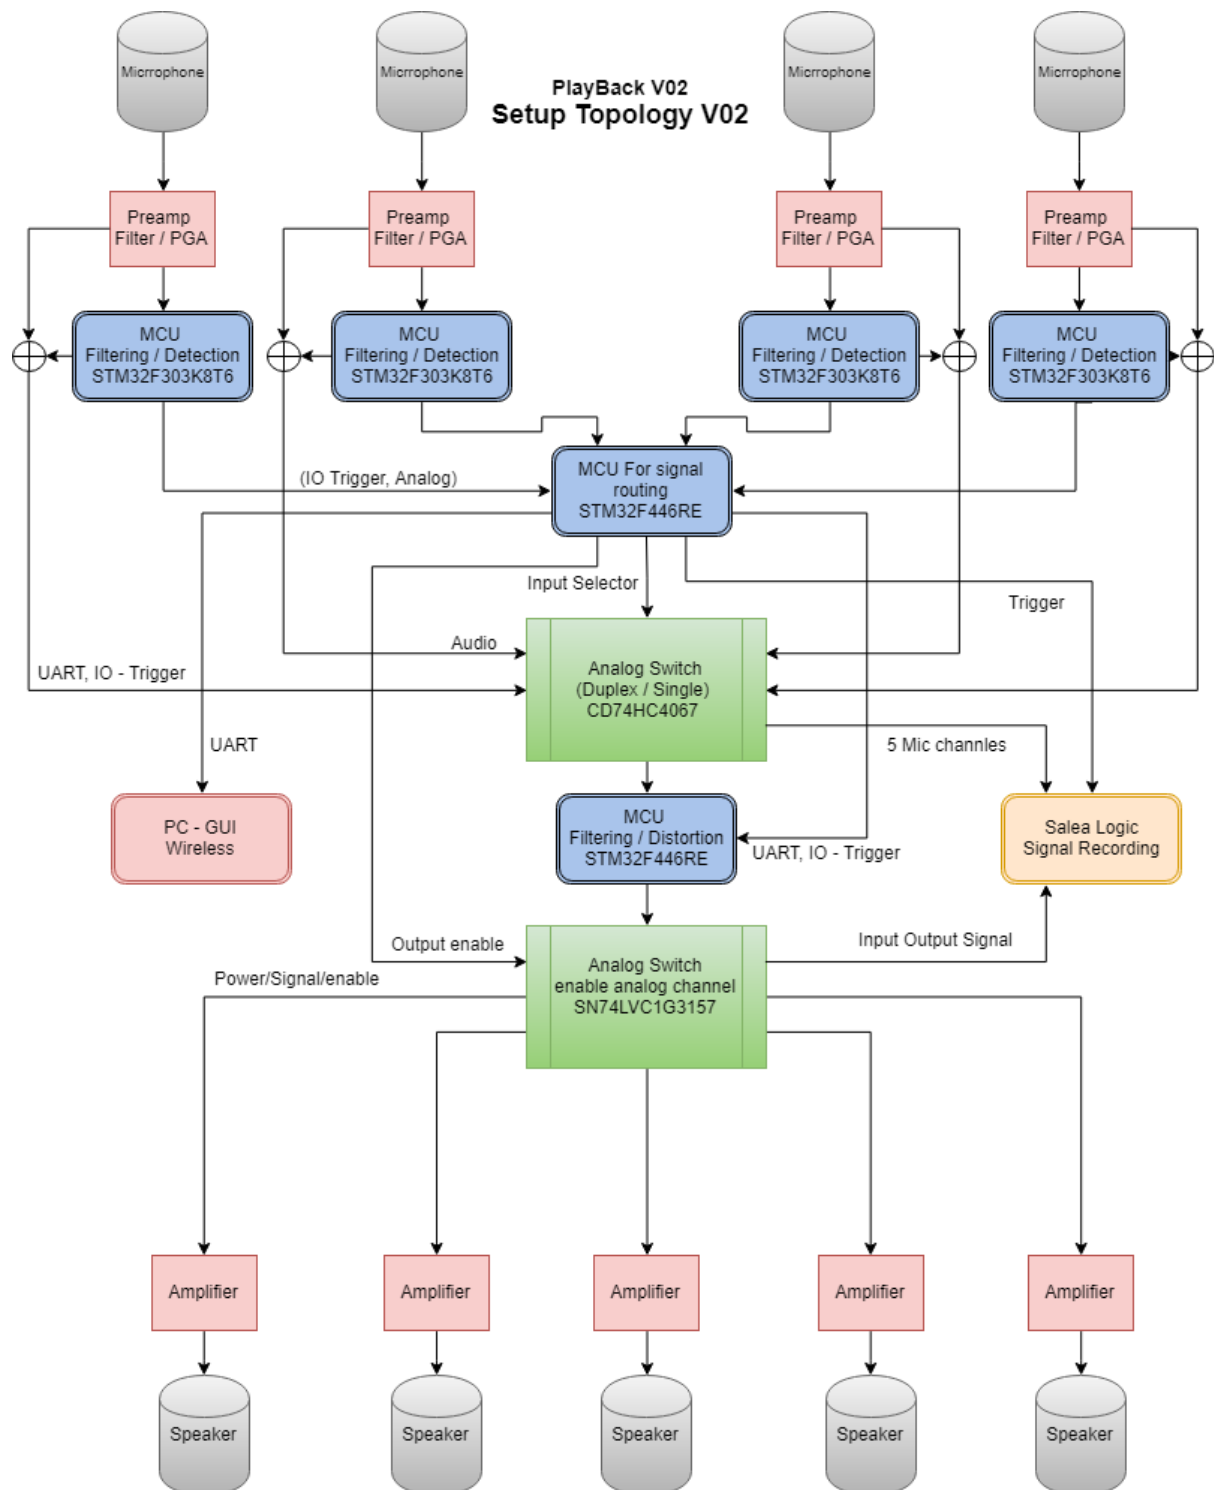 Micrrophone
Micrrophone
Micrrophone
Micrrophone
PlayBack V02
Setup Topology V02
Preamp
Filter / PGA
Preamp
Filter / PGA
Preamp
Filter / PGA
Preamp
Filter / PGA
MCU
Filtering / Detection
STM32F303K8T6
MCU
Filtering / Detection
STM32F303K8T6
MCU
Filtering / Detection
STM32F303K8T6
MCU
Filtering / Detection
STM32F303K8T6
(IO Trigger, Analog)
MCU For signal
routing
STM32F446RE
Input Selector
Trigger
Audio
UART, IO - Trigger
Analog Switch
(Duplex / Single)
CD74HC4067
UART
5 Mic channles
PC - GUI
Wireless
MCU
Filtering / Distortion
STM32F446RE
UART, IO - Trigger
Salea Logic
Signal Recording
Output enable
Input Output Signal
Power/Signal/enable
Analog Switch
enable analog channel
SN74LVC1G3157
Amplifier
Amplifier
Amplifier
Amplifier
Amplifier
Speaker
Speaker
Speaker
Speaker
Speaker